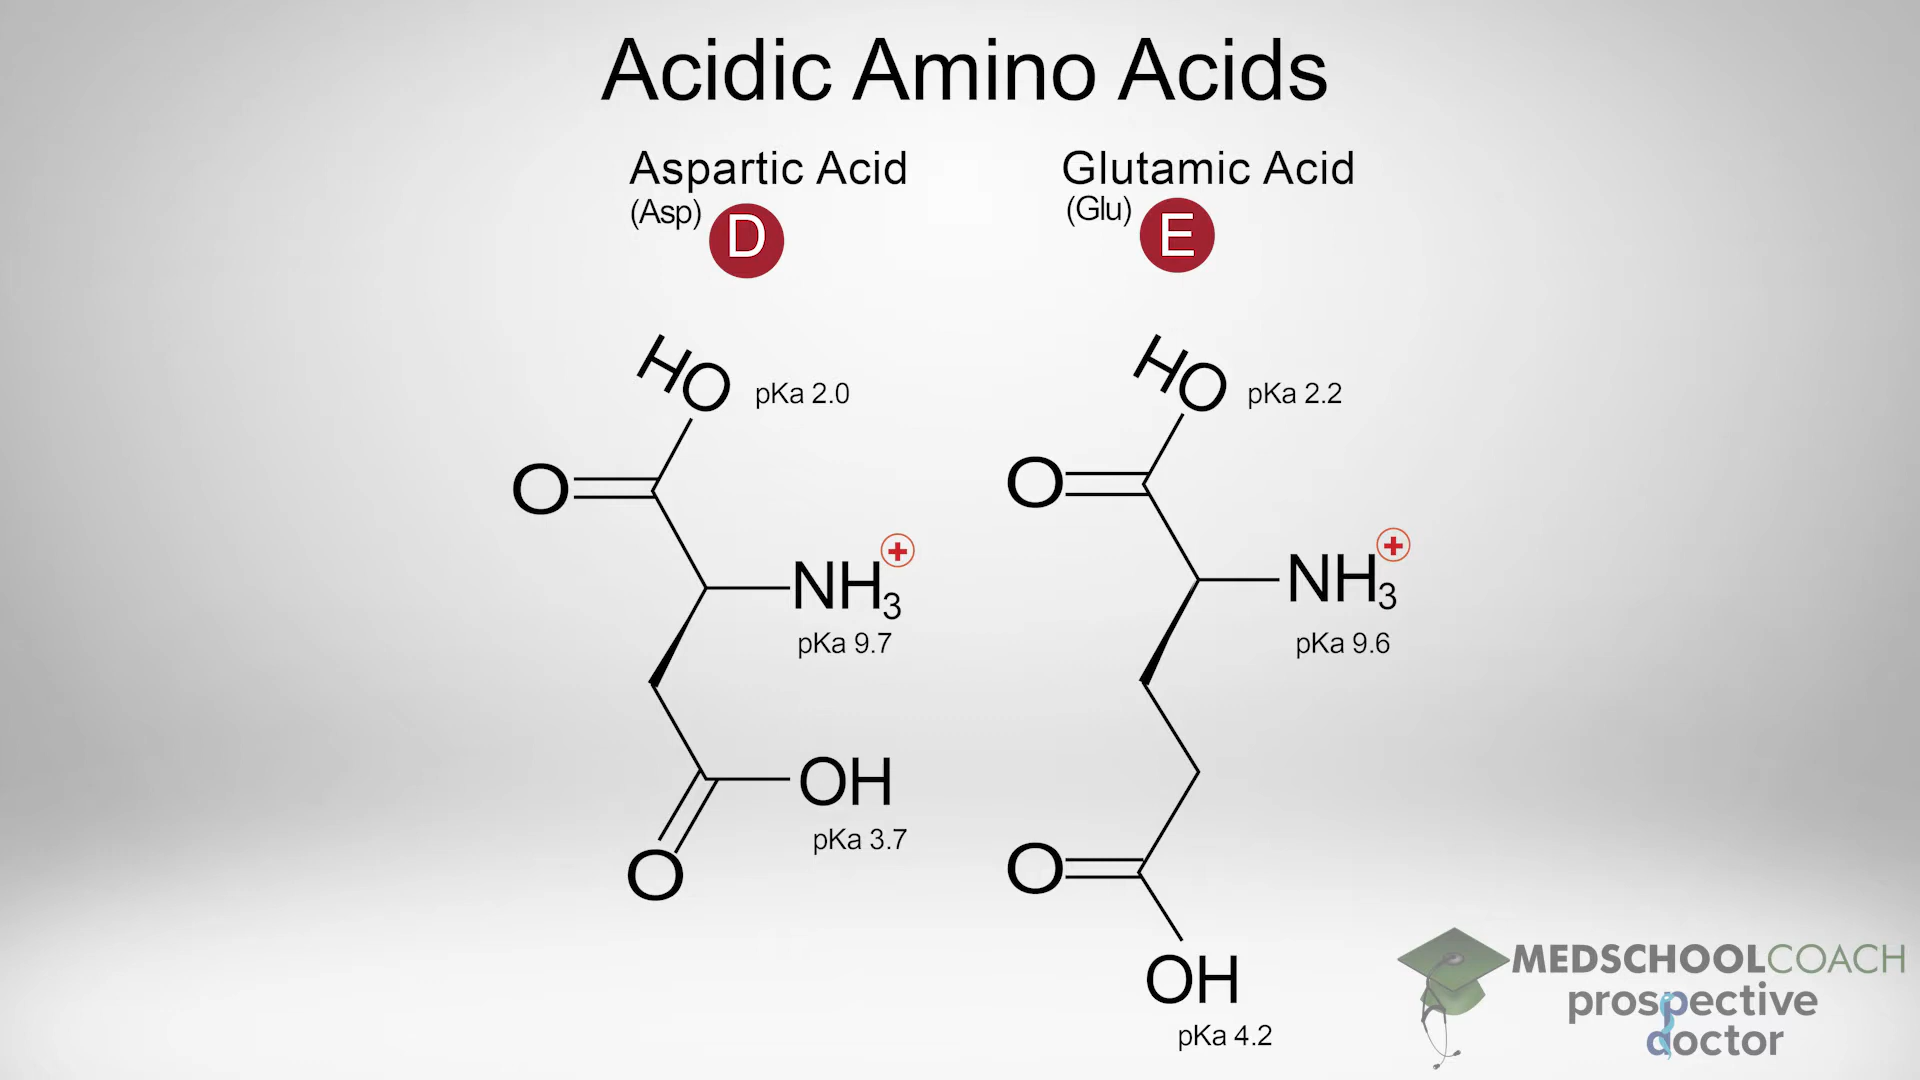 Acidic Amino Acids
Aspartic Acid
(Asp)
D
Glutamic Acid
(Glu)
E
HO
pKa 2.0
O
NH3+
pKa 9.7
OH
pKa 3.7
O
HO
pKa 2.2
O
NH3+
pKa 9.6
O
OH
pKa 4.2
MEDSCHOOLCOACH
prospective
doctor